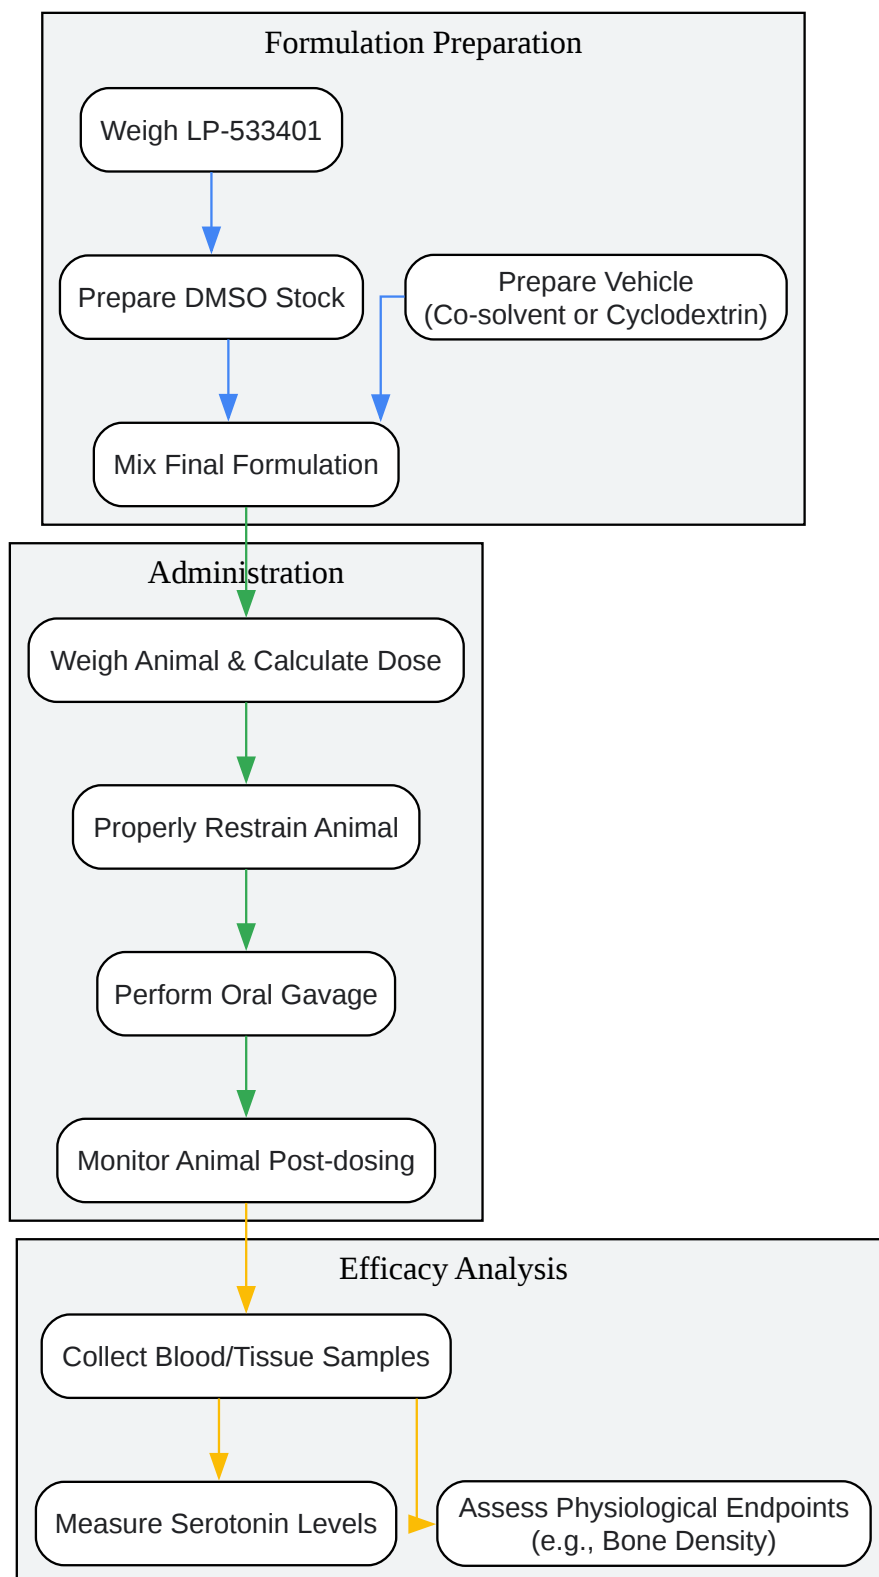 Formulation Preparation
Weigh LP-533401
Prepare DMSO Stock
Prepare Vehicle
(Co-solvent or Cyclodextrin)
Mix Final Formulation
Administration
Weigh Animal & Calculate Dose
Properly Restrain Animal
Perform Oral Gavage
Monitor Animal Post-dosing
Efficacy Analysis
Collect Blood/Tissue Samples
Measure Serotonin Levels
Assess Physiological Endpoints
(e.g., Bone Density)